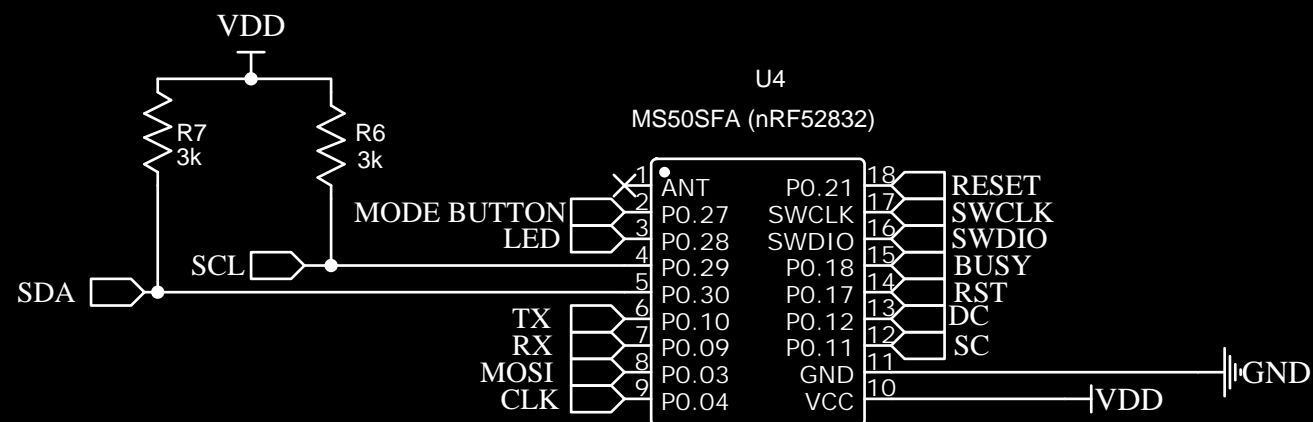 VDD
U4
MS50SFA (nRF52832)
R7
3k
R6
3k
1 ANT P0.21 18 RESET
MODE BUTTON 2 P0.27 SWCLK 17 SWCLK
LED 3 P0.28 SWDIO 16 SWDIO
SCL 4 P0.29 P0.18 15 BUSY
SDA 5 P0.30 P0.17 14 RST
TX 6 P0.10 P0.12 13 DC
RX 7 P0.09 P0.11 12 SC
MOSI 8 P0.03 GND 11 GND
CLK 9 P0.04 VCC 10 VDD